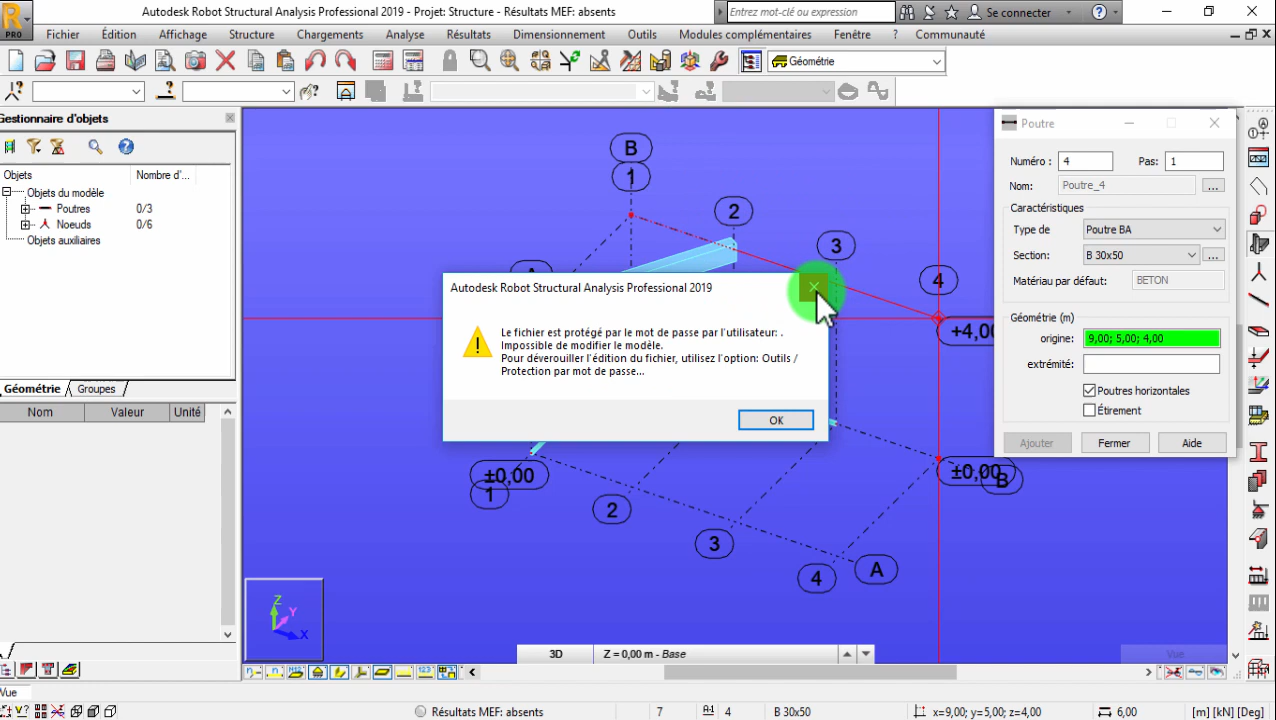 PRO
Autodesk Robot Structural Analysis Professional 2019 - Projet: Structure - Résultats MEF: absents
Entrez mot-clé ou expression
Se connecter
?
Fichier
Édition
Affichage
Structure
Chargements
Analyse
Résultats
Dimensionnement
Outils
Modules complémentaires
Fenêtre
?
Communauté
Géométrie
Gestionnaire d'objets
Objets
Nombre d'...
Objets du modèle
Poutres
0/3
Noeuds
0/6
Objets auxiliaires
Géométrie
Groupes
Nom
Valeur
Unité
B
1
2
3
4
+4,00
±0,00
1
2
3
4
A
±0,00
B
Autodesk Robot Structural Analysis Professional 2019
Le fichier est protégé par le mot de passe par l'utilisateur: .
Impossible de modifier le modèle.
Pour déverouiller l'édition du fichier, utilisez l'option: Outils /
Protection par mot de passe...
OK
Poutre
Numéro :
4
Pas:
1
Nom:
Poutre_4
...
Caractéristiques
Type de
Poutre BA
Section:
B 30x50
...
Matériau par défaut:
BETON
Géométrie (m)
origine:
9,00; 5,00; 4,00
extrémité:
Poutres horizontales
Étirement
Ajouter
Fermer
Aide
Z
Y
X
3D
Z = 0,00 m - Base
Vue
Vue
Résultats MEF: absents
7
4
B 30x50
x=9,00; y=5,00; z=4,00
6,00
[m] [kN] [Deg]